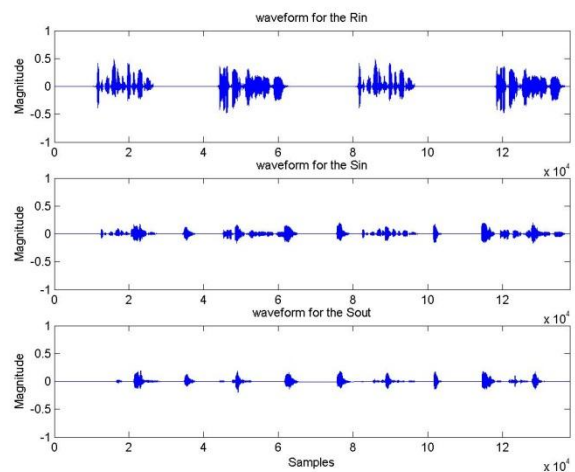 waveform for the Rin
1
0.5
0
-0.5
-1
Magnitude
0 2 4 6 8 10 12
x 10^4
waveform for the Sin
1
0.5
0
-0.5
-1
Magnitude
0 2 4 6 8 10 12
x 10^4
waveform for the Sout
1
0.5
0
-0.5
-1
Magnitude
0 2 4 6 8 10 12
Samples
x 10^4